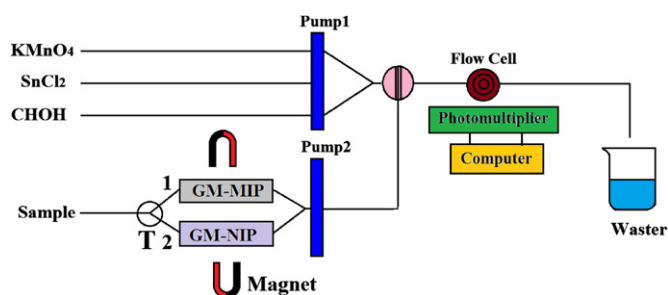 Pump1
KMnO4
SnCl2
CHOH
Flow Cell
Photomultiplier
Computer
Pump2
1
GM-MIP
Sample
T
2
GM-NIP
Magnet
Waster